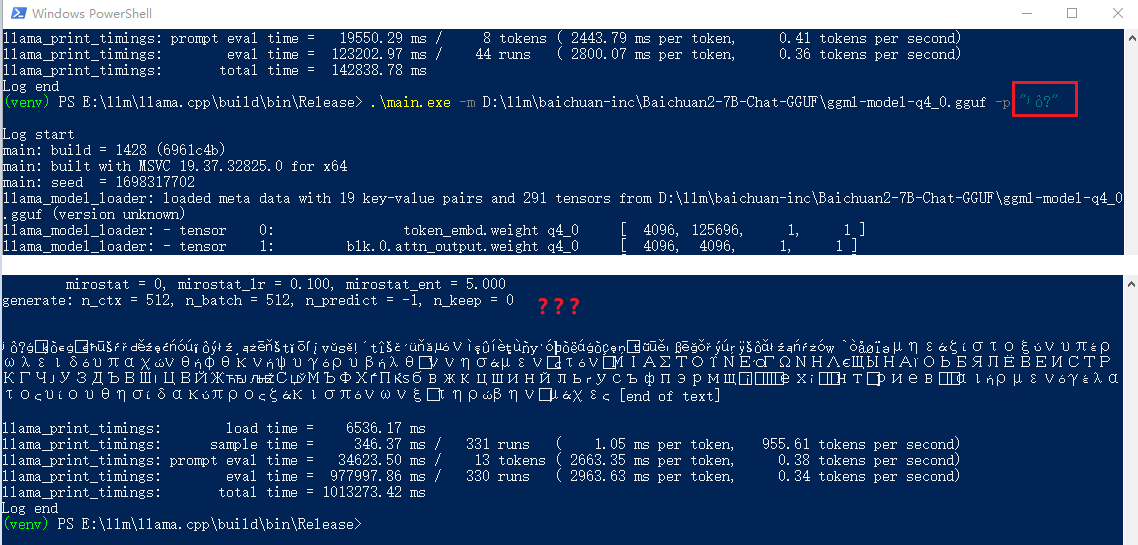 Windows PowerShell
llama_print_timings: prompt eval time = 19550.29 ms / 8 tokens ( 2443.79 ms per token, 0.41 tokens per second)
llama_print_timings: eval time = 123202.97 ms / 44 runs ( 2800.07 ms per token, 0.36 tokens per second)
llama_print_timings: total time = 142838.78 ms
Log end
(venv) PS E:\llm\llama.cpp\build\bin\Release> .\main.exe -m D:\llm\baichuan-inc\Baichuan2-7B-Chat-GGUF\ggml-model-q4_0.gguf -p
Log start
main: build = 1428 (6961c4b)
main: built with MSVC 19.37.32825.0 for x64
main: seed = 1698317702
llama_model_loader: loaded meta data with 19 key-value pairs and 291 tensors from D:\llm\baichuan-inc\Baichuan2-7B-Chat-GGUF\ggml-model-q4_0
.gguf (version unknown)
llama_model_loader: - tensor 0: token_embd.weight q4_0 [ 4096, 125696, 1, 1 ]
llama_model_loader: - tensor 1: blk.0.attn_output.weight q4_0 [ 4096, 4096, 1, 1 ]
mirostat = 0, mirostat_lr = 0.100, mirostat_ent = 5.000
generate: n_ctx = 512, n_batch = 512, n_predict = -1, n_keep = 0
???
[end of text]
llama_print_timings: load time = 6536.17 ms
llama_print_timings: sample time = 346.37 ms / 331 runs ( 1.05 ms per token, 955.61 tokens per second)
llama_print_timings: prompt eval time = 34623.50 ms / 13 tokens ( 2663.35 ms per token, 0.38 tokens per second)
llama_print_timings: eval time = 977997.86 ms / 330 runs ( 2963.63 ms per token, 0.34 tokens per second)
llama_print_timings: total time = 1013273.42 ms
Log end
(venv) PS E:\llm\llama.cpp\build\bin\Release>